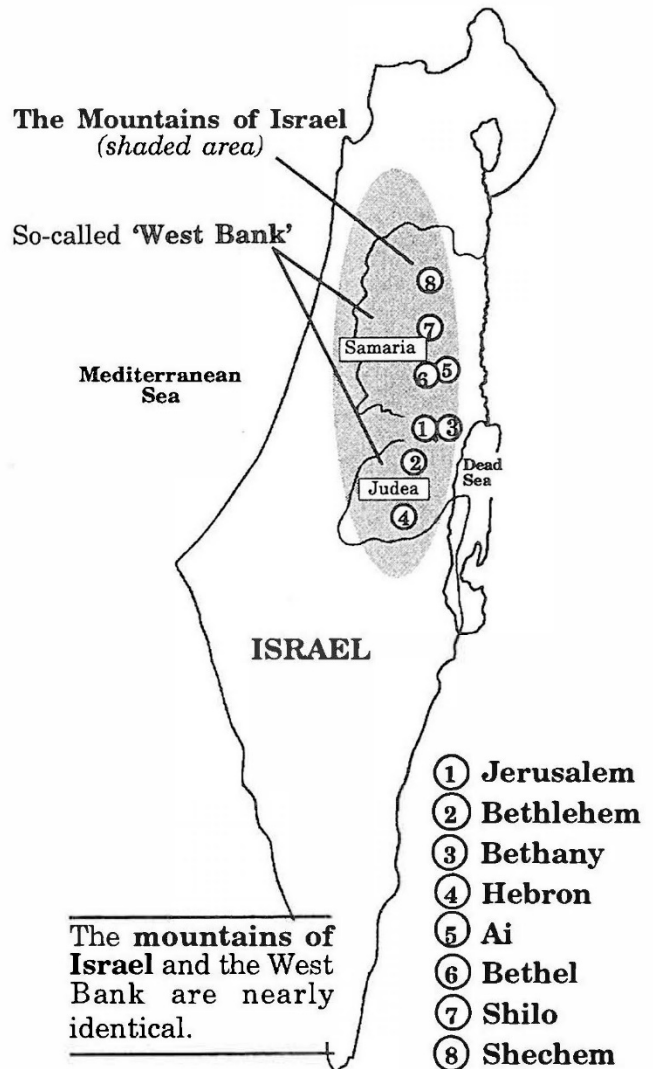 The Mountains of Israel
(shaded area)
So-called ‘West Bank’
8
7
Samaria
5
6
Mediterranean
Sea
1
3
2
Dead
Sea
Judea
4
ISRAEL
1 Jerusalem
2 Bethlehem
3 Bethany
4 Hebron
5 Ai
6 Bethel
7 Shilo
8 Shechem
The mountains of
Israel and the West
Bank are nearly
identical.